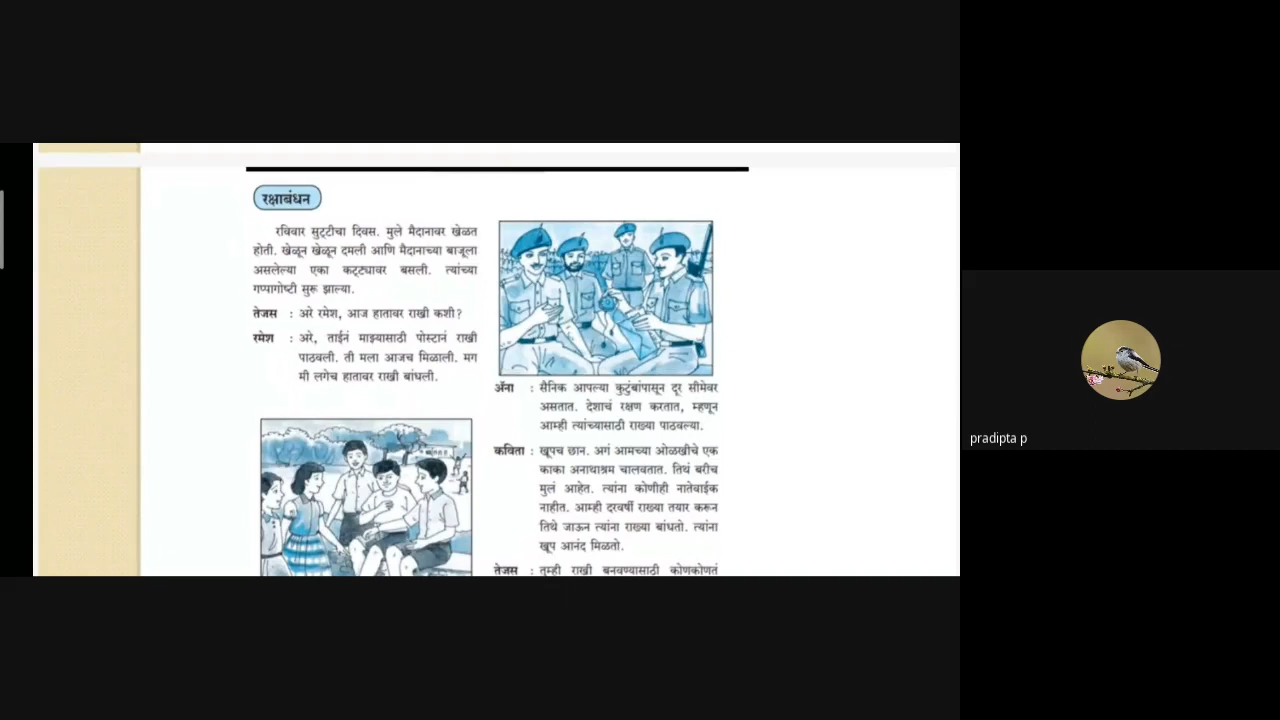 रक्षाबंधन
रविवार सुट्टीचा दिवस. मुले मैदानावर खेळत
होती. खेळून खेळून दमली आणि मैदानाच्या बाजूला
असलेल्या एका कट्ट्यावर बसली. त्यांच्या
गप्पागोष्टी सुरू झाल्या.
तेजस : अरे रमेश, आज हातावर राखी कशी?
रमेश : अरे, ताईनं माझ्यासाठी पोस्टानं राखी
पाठवली. ती मला आजच मिळाली. मग
मी लगेच हातावर राखी बांधली.
ॲना : सैनिक आपल्या कुटुंबांपासून दूर सीमेवर
असतात. देशाचं रक्षण करतात, म्हणून
आम्ही त्यांच्यासाठी राख्या पाठवल्या.
कविता : खूपच छान. अगं आमच्या ओळखीचे एक
काका अनाथाश्रम चालवतात. तिथं बरीच
मुलं आहेत. त्यांना कोणीही नातेवाईक
नाहीत. आम्ही दरवर्षी राख्या तयार करून
तिथे जाऊन त्यांना राख्या बांधतो. त्यांना
खूप आनंद मिळतो.
तेजस : तुम्ही राखी बनवण्यासाठी कोणकोणतं
pradipta p